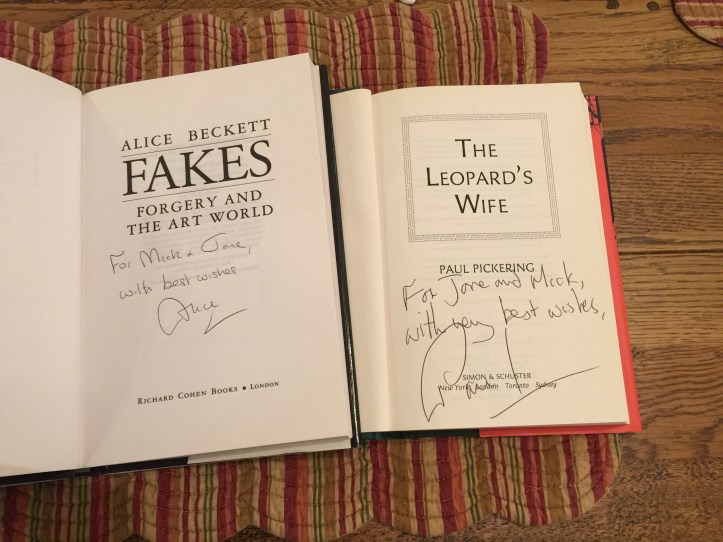 ALICE BECKETT
FAKES
FORGERY AND
THE ART WORLD
For Mick & Jane,
with best wishes
Alice
RICHARD COHEN BOOKS • LONDON
THE
LEOPARD'S
WIFE
PAUL PICKERING
For Jane and Mick,
with very best wishes,
Paul
SIMON & SCHUSTER
New York London Toronto Sydney